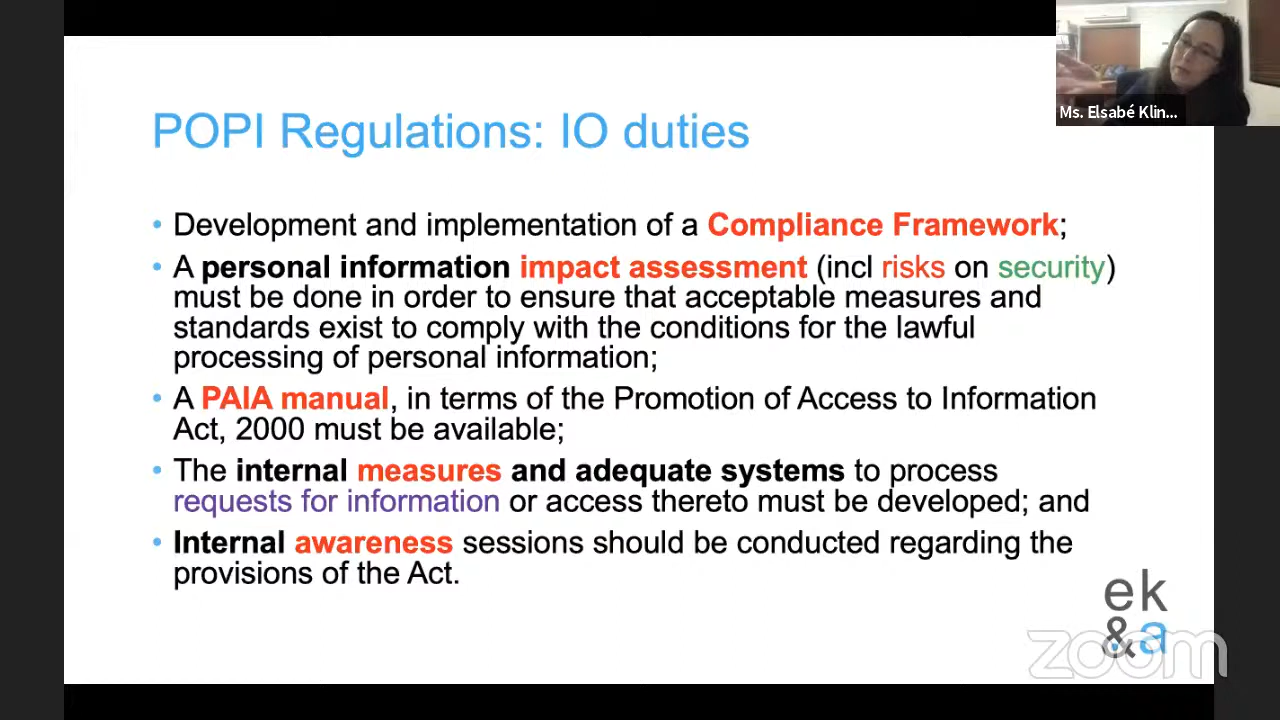 Ms. Elsabé Klin...
POPI Regulations: IO duties
• Development and implementation of a Compliance Framework;
• A personal information impact assessment (incl risks on security)
must be done in order to ensure that acceptable measures and
standards exist to comply with the conditions for the lawful
processing of personal information;
• A PAIA manual, in terms of the Promotion of Access to Information
Act, 2000 must be available;
• The internal measures and adequate systems to process
requests for information or access thereto must be developed; and
• Internal awareness sessions should be conducted regarding the
provisions of the Act.
ek
&a
zoom